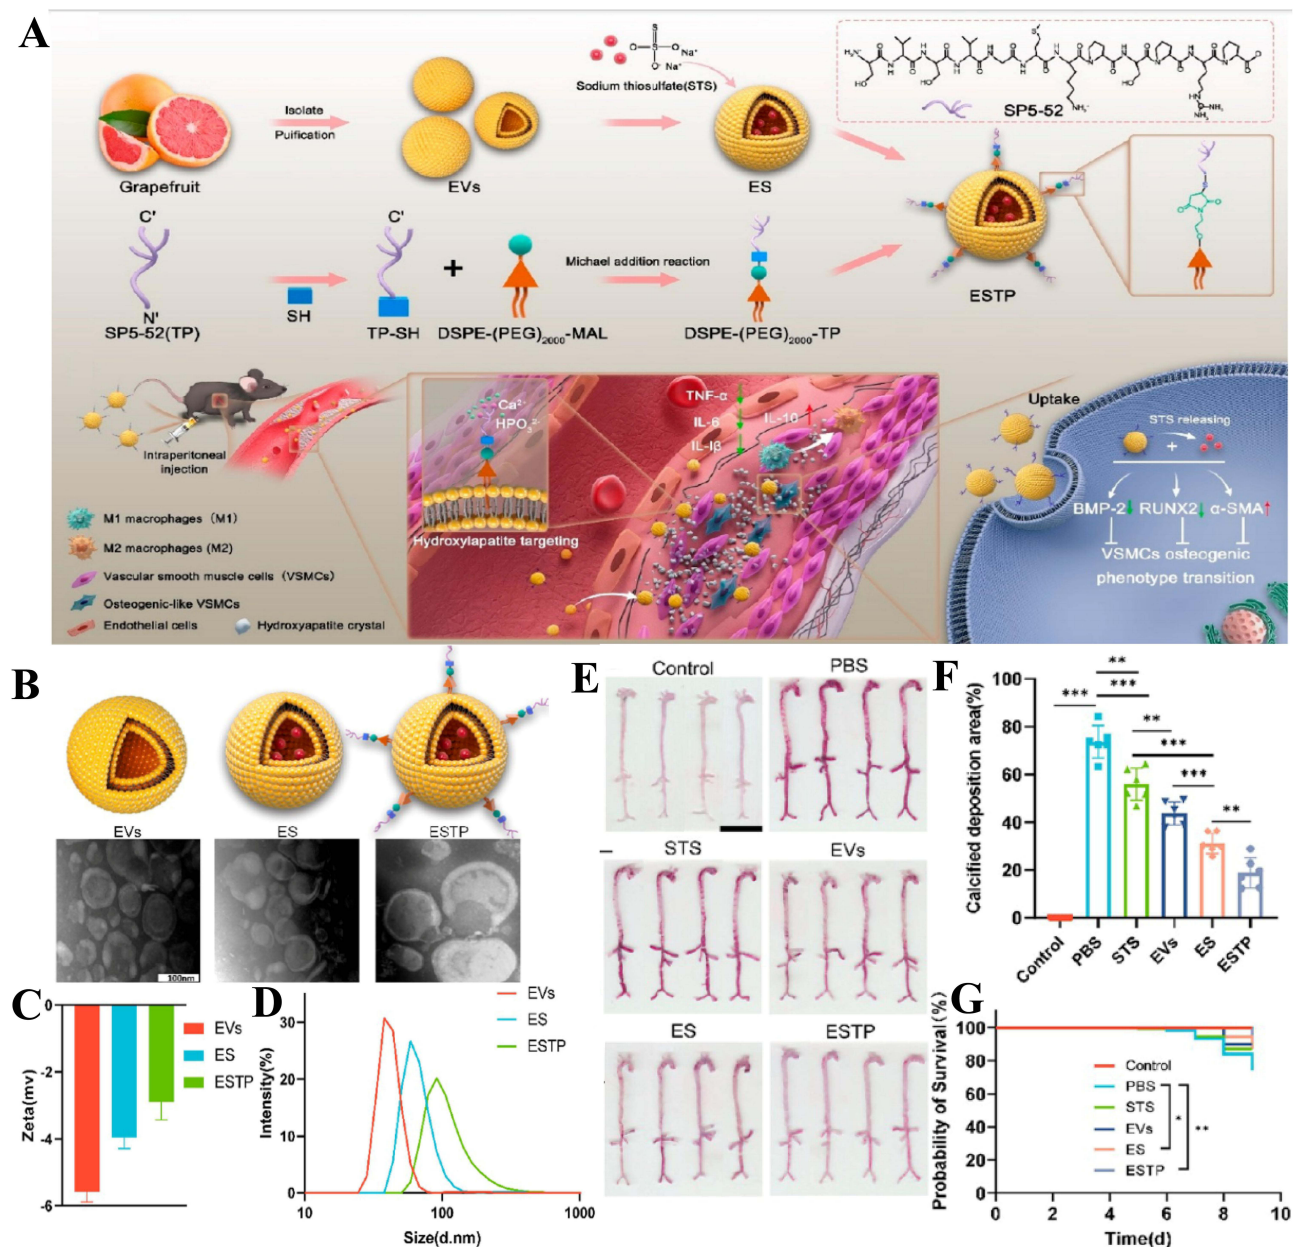 A
Sodium thiosulfate(STS)
S
O
S
O
Na⁺
O⁻
Na⁺
SP5-52
Isolate
Puification
Grapefruit
EVs
ES
C'
N'
SP5-52(TP)
SH
C'
TP-SH
+
DSPE-(PEG)₂₀₀₀-MAL
Michael addition reaction
DSPE-(PEG)₂₀₀₀-TP
ESTP
Intraperitoneal
injection
M1 macrophages (M1)
M2 macrophages (M2)
Vascular smooth muscle cells (VSMCs)
Osteogenic-like VSMCs
Endothelial cells
Hydroxyapatite crystal
Hydroxylapatite targeting
TNF-α
IL-6
IL-Iβ
IL-10
Uptake
STS releasing
+
BMP-2 RUNX2 α-SMA
VSMCs osteogenic
phenotype transition
B
EVs
ES
ESTP
100nm
C
Zeta(mv)
0
-2
-4
-6
EVs
ES
ESTP
D
Intensity(%)
30
20
10
0
10
100
1000
Size(d.nm)
EVs
ES
ESTP
E
Control
PBS
STS
EVs
ES
ESTP
F
Calcified deposition area(%)
100
80
60
40
20
0
**
***
***
**
***
***
**
Control
PBS
STS
EVs
ES
ESTP
G
Probability of Survival(%)
100
80
60
40
20
0
0
2
4
6
8
10
Time(d)
Control
PBS
STS
EVs
ES
ESTP
*
**